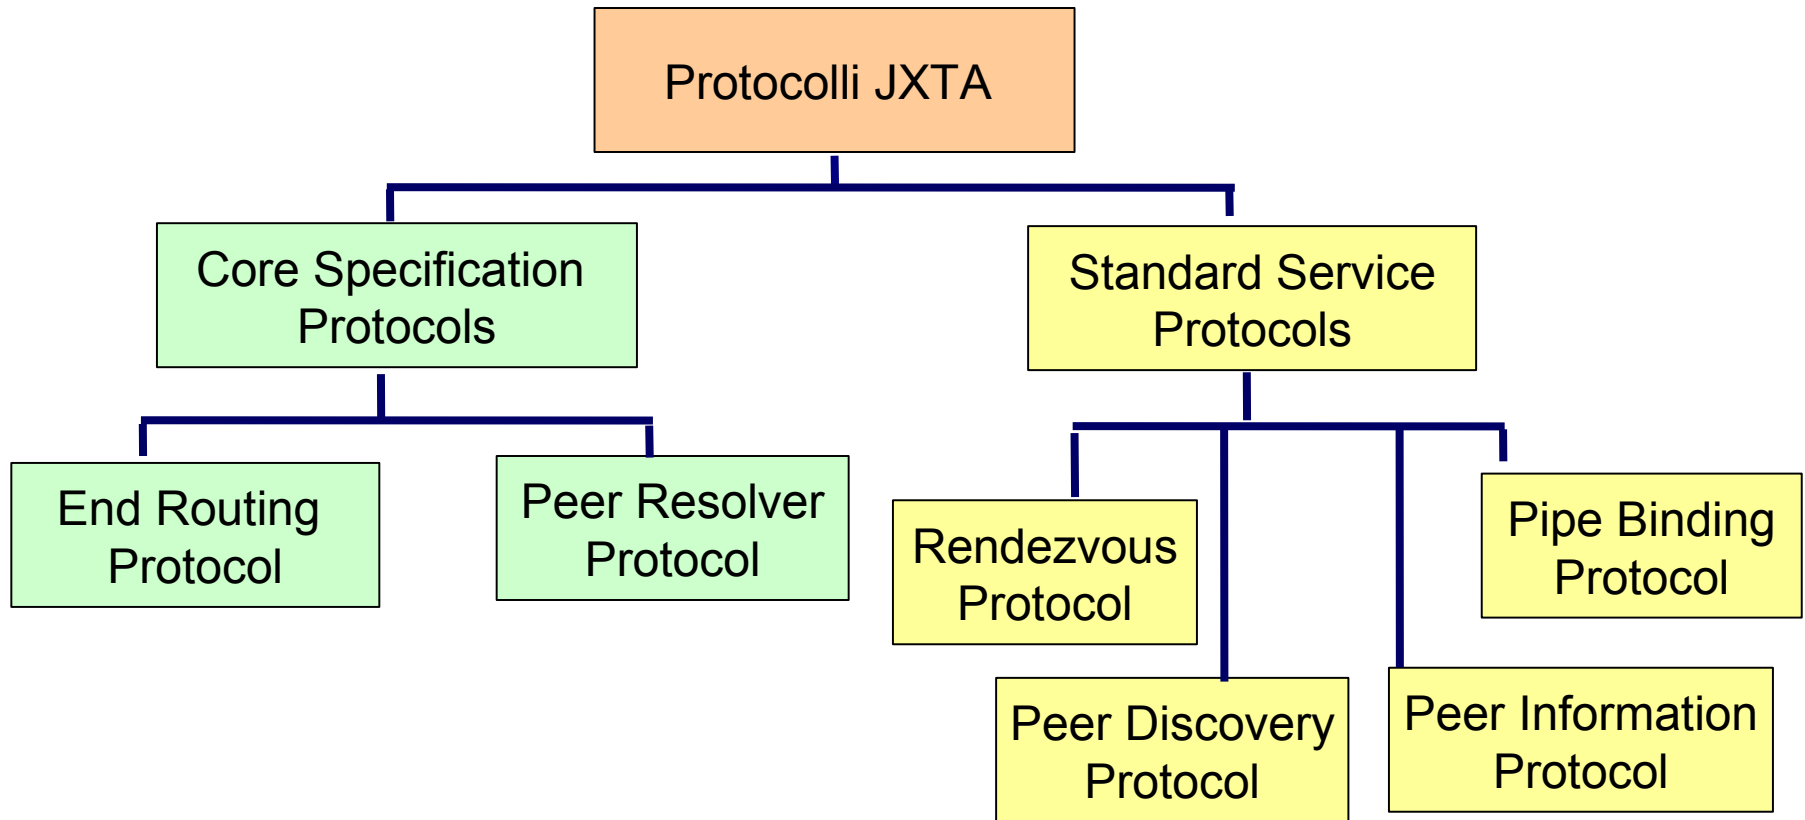 Protocolli JXTA
Core Specification
Protocols
Standard Service
Protocols
End Routing
Protocol
Peer Resolver
Protocol
Rendezvous
Protocol
Pipe Binding
Protocol
Peer Discovery
Protocol
Peer Information
Protocol